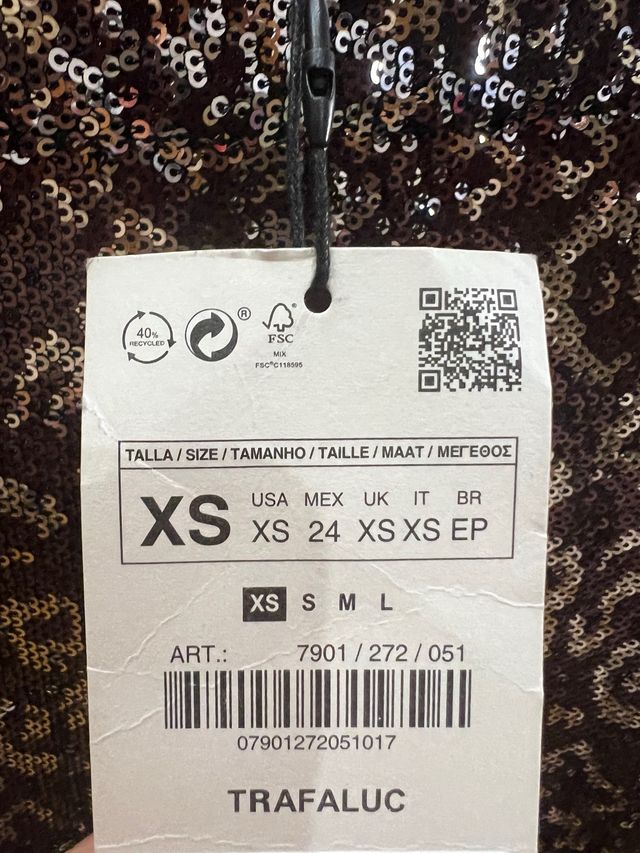 40%
RECYCLED
®
FSC®
MIX
FSC®C118595
TALLA / SIZE / TAMANHO / TAILLE / MAAT / ΜΕΓΕΘΟΣ
XS
USA MEX UK IT BR
XS 24 XS XS EP
XS S M L
ART.: 7901 / 272 / 051
07901272051017
TRAFALUC